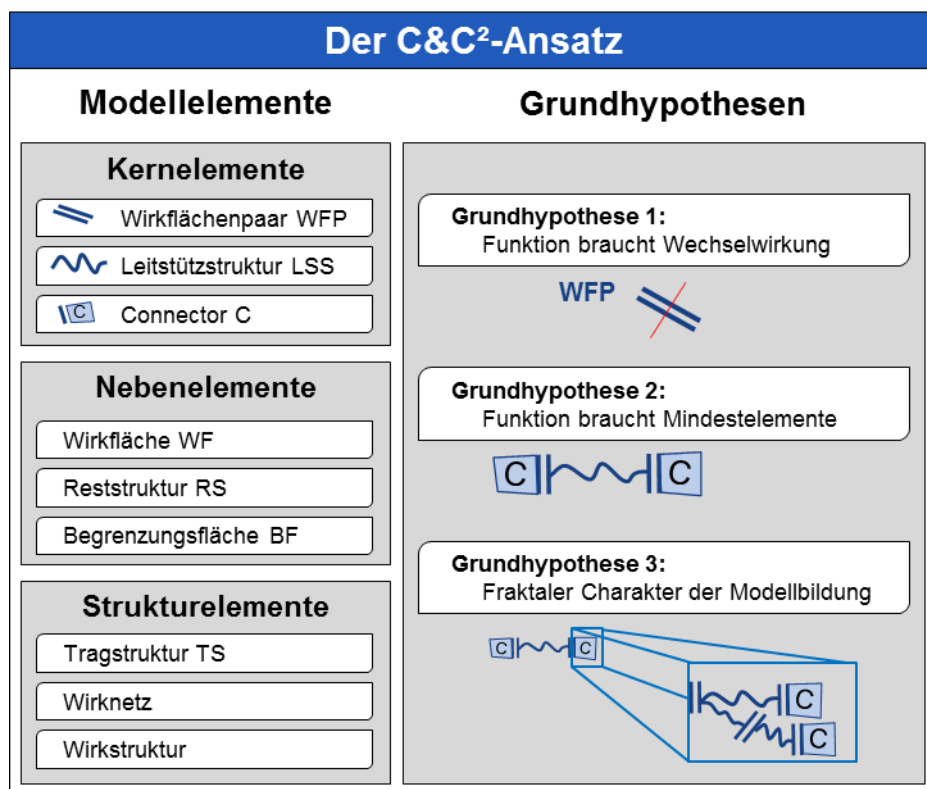 Der C&C²-Ansatz
Modellelemente
Kernelemente
Wirkflächenpaar WFP
Leitstützstruktur LSS
C
Connector C
Nebenelemente
Wirkfläche WF
Reststruktur RS
Begrenzungsfläche BF
Strukturelemente
Tragstruktur TS
Wirknetz
Wirkstruktur
Grundhypothesen
Grundhypothese 1:
Funktion braucht Wechselwirkung
WFP
Grundhypothese 2:
Funktion braucht Mindestelemente
C C
Grundhypothese 3:
Fraktaler Charakter der Modellbildung
C C
C
C